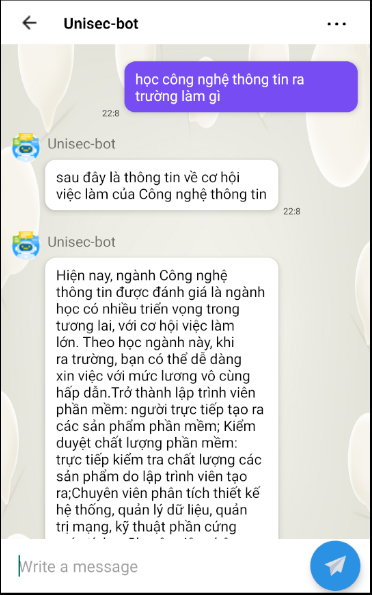 Unisec-bot
học công nghệ thông tin ra
trường làm gì
22:8
Unisec-bot
sau đây là thông tin về cơ hội
việc làm của Công nghệ thông tin
22:8
Unisec-bot
Hiện nay, ngành Công nghệ
thông tin được đánh giá là ngành
học có nhiều triển vọng trong
tương lai, với cơ hội việc làm
lớn. Theo học ngành này, khi
ra trường, bạn có thể dễ dàng
xin việc với mức lương vô cùng
hấp dẫn.Trở thành lập trình viên
phần mềm: người trực tiếp tạo ra
các sản phẩm phần mềm; Kiểm
duyệt chất lượng phần mềm:
trực tiếp kiểm tra chất lượng các
sản phẩm do lập trình viên tạo
ra;Chuyên viên phân tích thiết kế
hệ thống, quản lý dữ liệu, quản
trị mạng, kỹ thuật phần cứng
Write a message